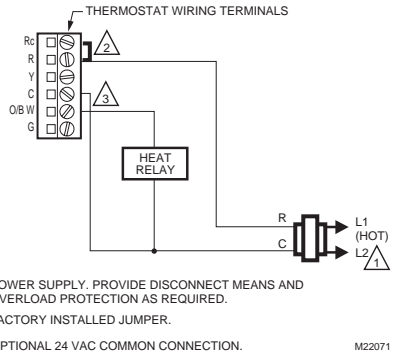 THERMOSTAT WIRING TERMINALS
Rc
R
Y
C
O/B W
G
2
3
HEAT
RELAY
R
C
L1
(HOT)
L2
1
OWER SUPPLY. PROVIDE DISCONNECT MEANS AND
VERLOAD PROTECTION AS REQUIRED.
ACTORY INSTALLED JUMPER.
PTIONAL 24 VAC COMMON CONNECTION.
M22071